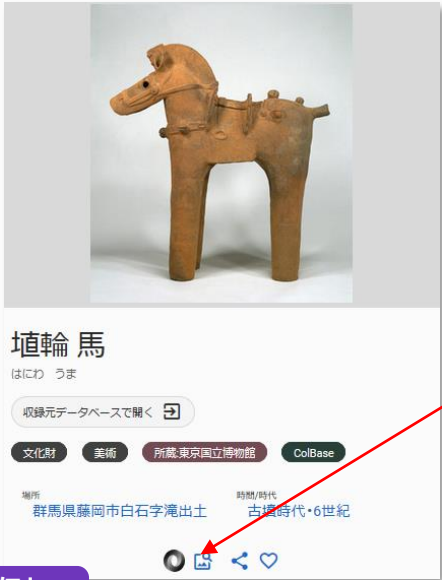 埴輪 馬
はにわ うま
収録元データベースで開く
文化財 美術 所蔵:東京国立博物館 ColBase
場所 時間/時代
群馬県藤岡市白石字滝出土 古墳時代・6世紀